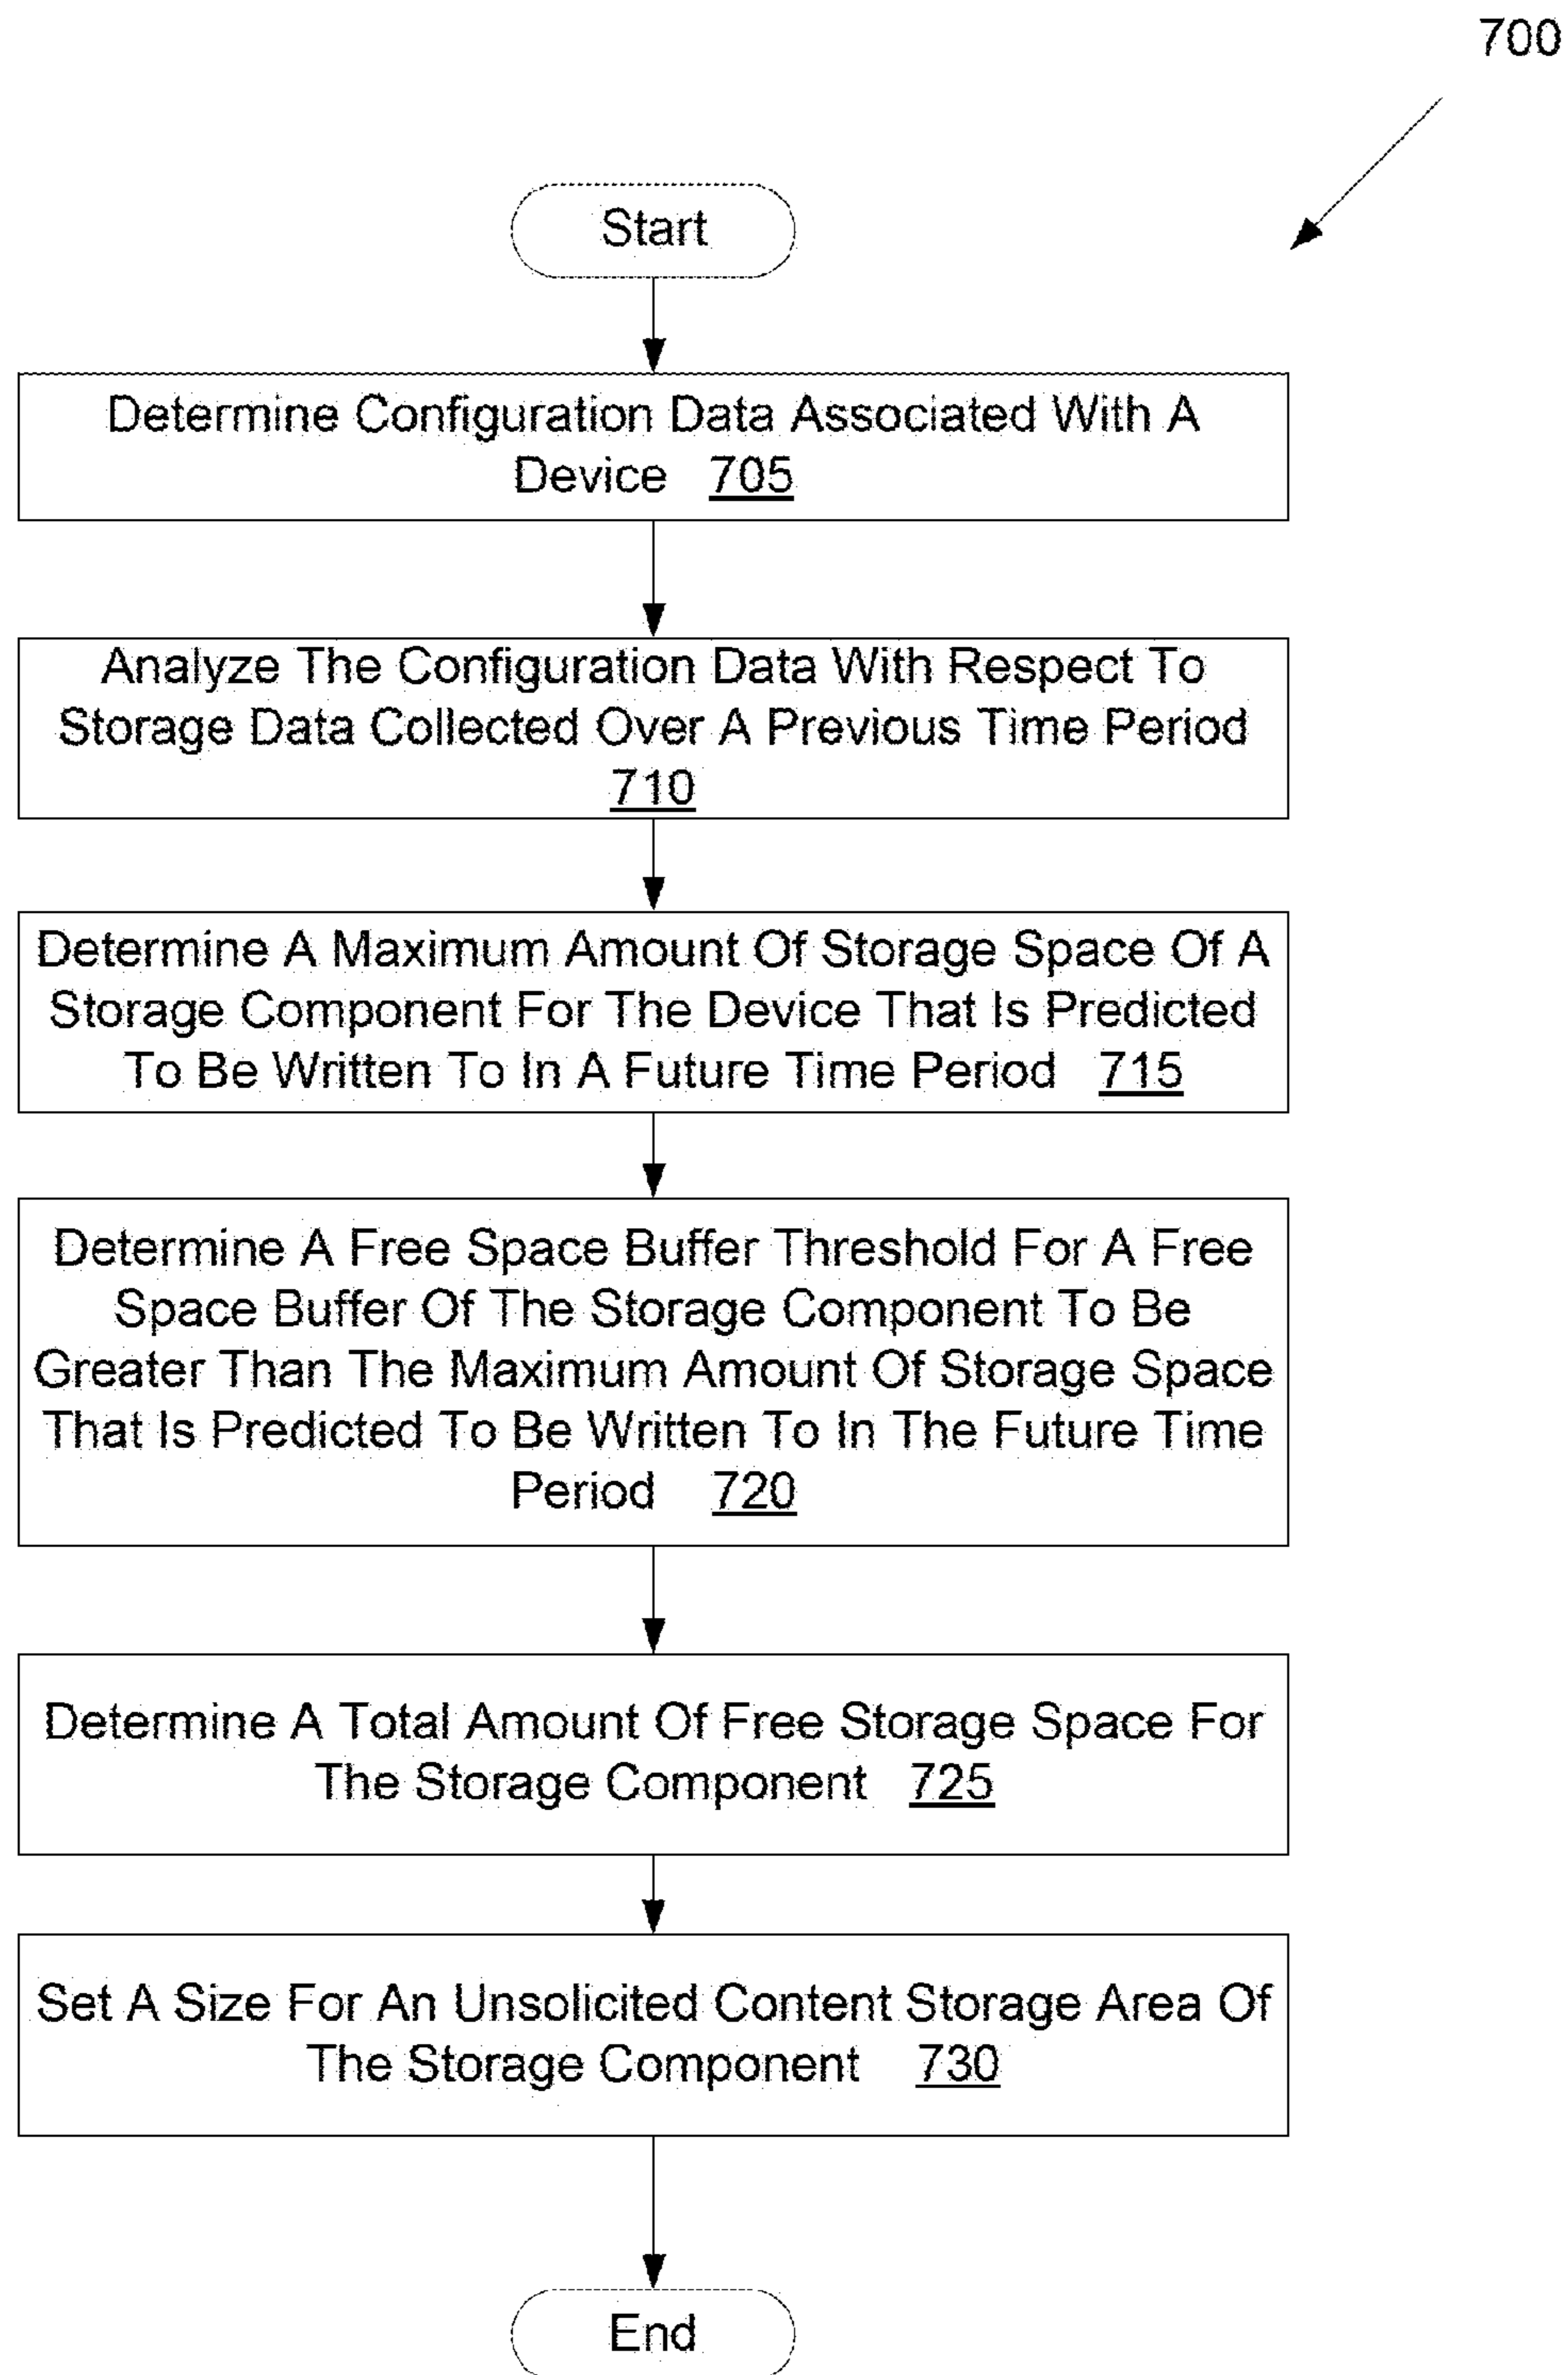 700
Start
Determine Configuration Data Associated With A
Device 705
Analyze The Configuration Data With Respect To
Storage Data Collected Over A Previous Time Period
710
Determine A Maximum Amount Of Storage Space Of A
Storage Component For The Device That Is Predicted
To Be Written To In A Future Time Period 715
Determine A Free Space Buffer Threshold For A Free
Space Buffer Of The Storage Component To Be
Greater Than The Maximum Amount Of Storage Space
That Is Predicted To Be Written To In The Future Time
Period 720
Determine A Total Amount Of Free Storage Space For
The Storage Component 725
Set A Size For An Unsolicited Content Storage Area Of
The Storage Component 730
End